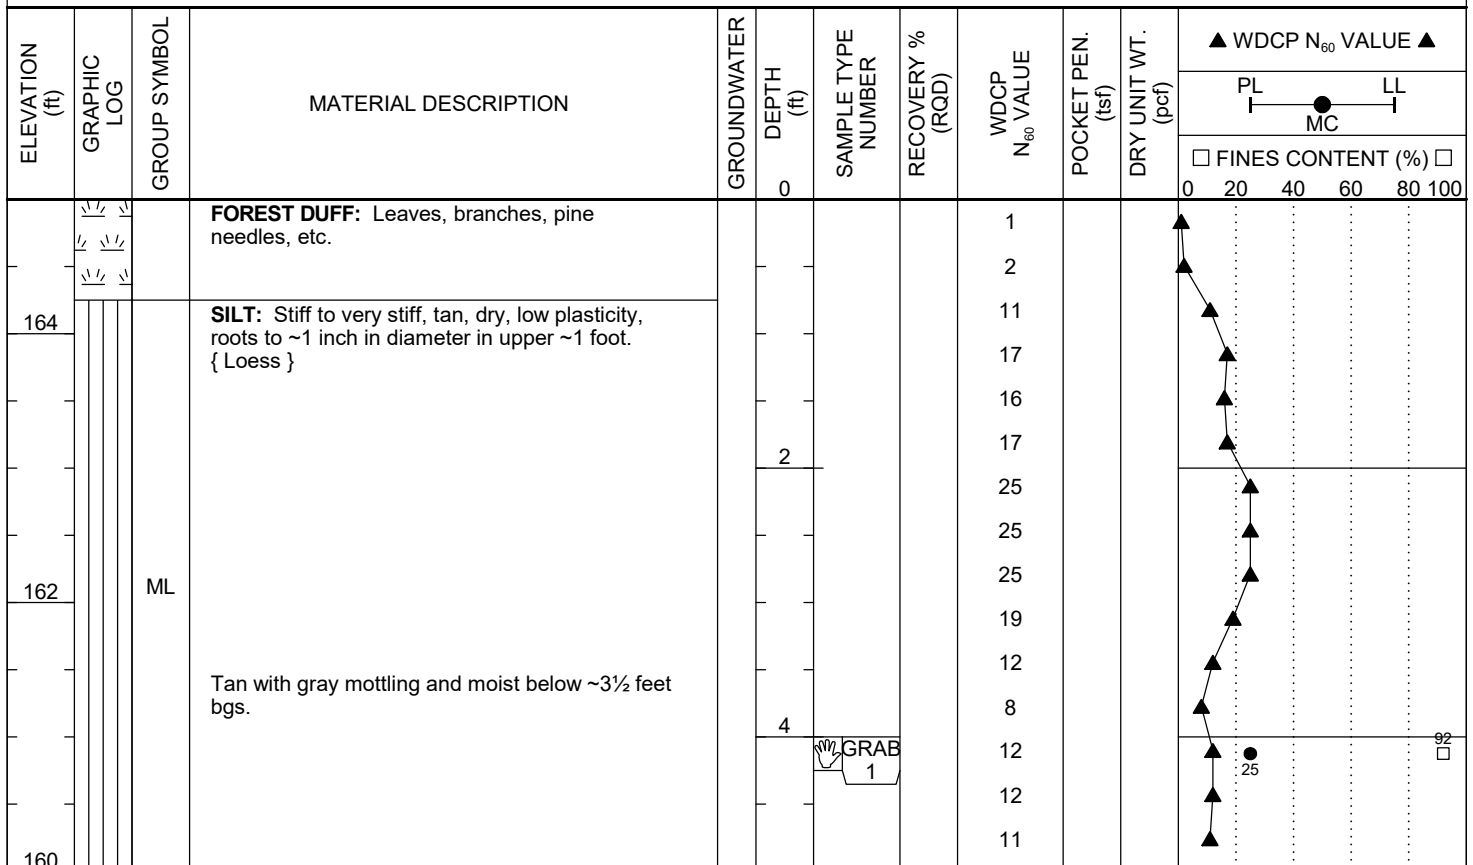 ELEVATION
(ft)
GRAPHIC
LOG
GROUP SYMBOL
MATERIAL DESCRIPTION
GROUNDWATER
DEPTH
(ft)
0
SAMPLE TYPE
NUMBER
RECOVERY %
(RQD)
WDCP
N60 VALUE
POCKET PEN.
(tsf)
DRY UNIT WT.
(pcf)
▲ WDCP N60 VALUE ▲
PL LL
MC
□ FINES CONTENT (%) □
0 20 40 60 80 100
FOREST DUFF: Leaves, branches, pine
needles, etc.
1
2
SILT: Stiff to very stiff, tan, dry, low plasticity,
roots to ~1 inch in diameter in upper ~1 foot.
{ Loess }
164
11
17
16
17
2
25
25
25
162
ML
19
12
Tan with gray mottling and moist below ~3½ feet
bgs.
8
4
GRAB
1
12
25
92
12
11
160